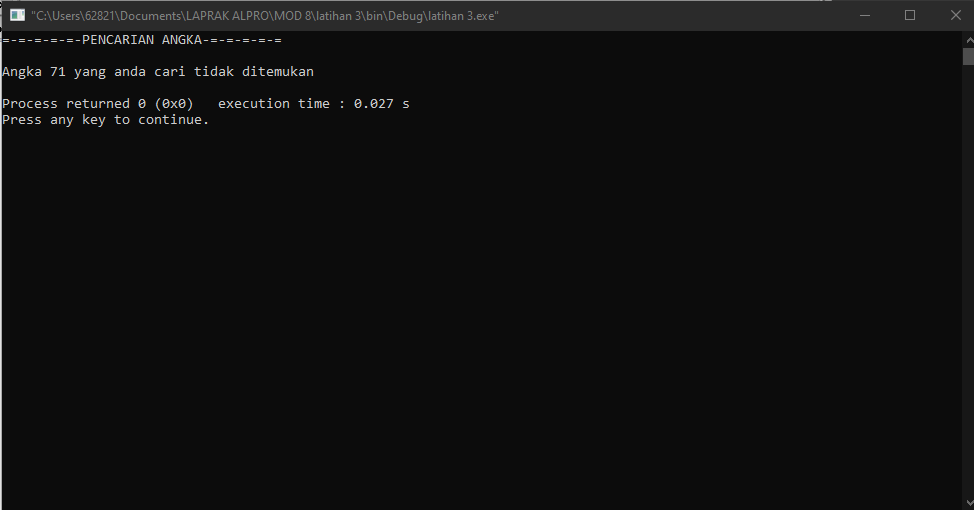 "C:\Users\62821\Documents\LAPRAK ALPRO\MOD 8\latihan 3\bin\Debug\latihan 3.exe"
=-=-=-=-=-PENCARIAN ANGKA-=-=-=-=-=
Angka 71 yang anda cari tidak ditemukan
Process returned 0 (0x0)   execution time : 0.027 s
Press any key to continue.